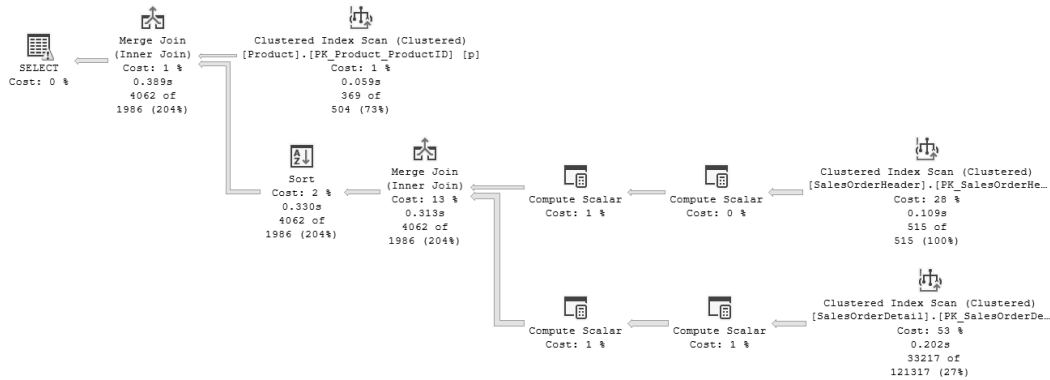 SELECT
Cost: 0 %
Merge Join
(Inner Join)
Cost: 1 %
0.389s
4062 of
1986 (204%)
Clustered Index Scan (Clustered)
[Product].[PK_Product_ProductID] [p]
Cost: 1 %
0.059s
369 of
504 (73%)
A
Z
Sort
Cost: 2 %
0.330s
4062 of
1986 (204%)
Merge Join
(Inner Join)
Cost: 13 %
0.313s
4062 of
1986 (204%)
Compute Scalar
Cost: 1 %
Compute Scalar
Cost: 0 %
Clustered Index Scan (Clustered)
[SalesOrderHeader].[PK_SalesOrderHe…
Cost: 28 %
0.109s
515 of
515 (100%)
Compute Scalar
Cost: 1 %
Compute Scalar
Cost: 1 %
Clustered Index Scan (Clustered)
[SalesOrderDetail].[PK_SalesOrderDe…
Cost: 53 %
0.202s
33217 of
121317 (27%)